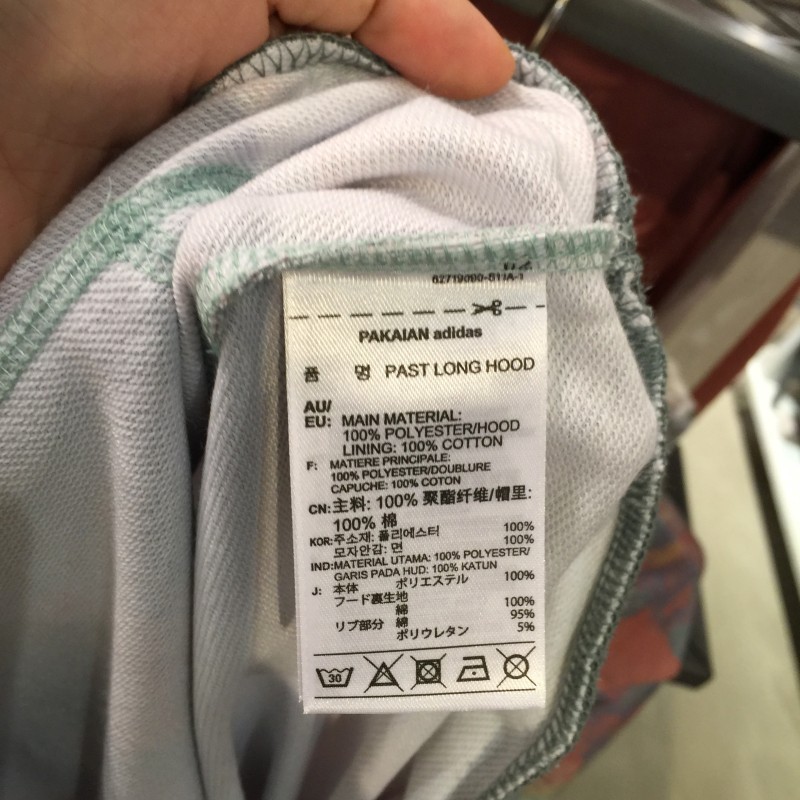 62719000-S17A-1
PAKAIAN adidas
품 명 PAST LONG HOOD
AU/
EU: MAIN MATERIAL:
100% POLYESTER/HOOD
LINING: 100% COTTON
F: MATIERE PRINCIPALE:
100% POLYESTER/DOUBLURE
CAPUCHE: 100% COTON
CN: 主料: 100% 聚酯纤维/帽里:
100% 棉
KOR: 주소재: 폴리에스터 100%
모자안감: 면 100%
IND: MATERIAL UTAMA: 100% POLYESTER/
GARIS PADA HUD: 100% KATUN
J: 本体 ポリエステル 100%
フード裏生地
綿 100%
リブ部分 綿 95%
ポリウレタン 5%
30